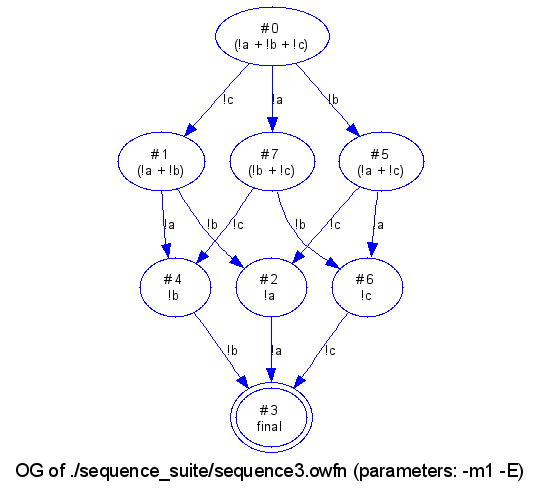 #0
(!a + !b + !c)
!c
!a
!b
#1
(!a + !b)
#7
(!b + !c)
#5
(!a + !c)
!a
!b
!c
!b
!c
!a
#4
!b
#2
!a
#6
!c
!b
!a
!c
#3
final
OG of ./sequence_suite/sequence3.owfn (parameters: -m1 -E)